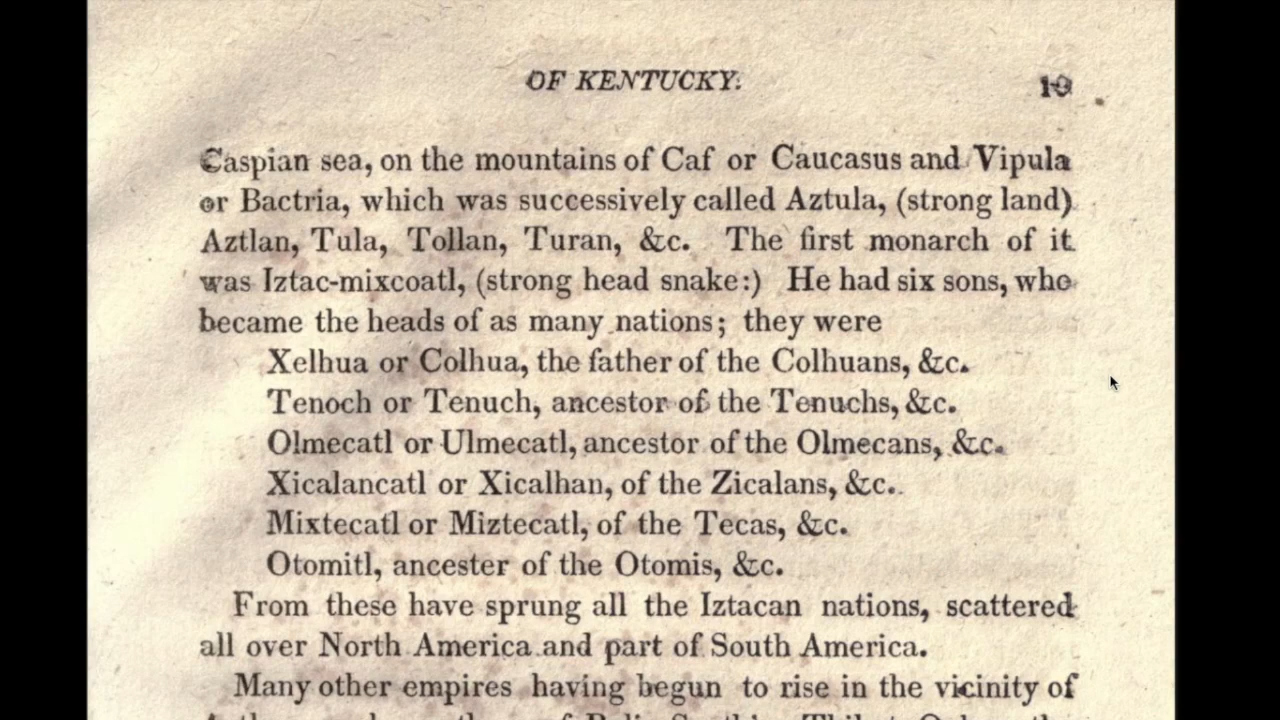 OF KENTUCKY. 19
Caspian sea, on the mountains of Caf or Caucasus and Vipula
or Bactria, which was successively called Aztula, (strong land)
Aztlan, Tula, Tollan, Turan, &c. The first monarch of it
was Iztac-mixcoatl, (strong head snake:) He had six sons, who
became the heads of as many nations; they were
Xelhua or Colhua, the father of the Colhuans, &c.
Tenoch or Tenuch, ancestor of the Tenuchs, &c.
Olmecatl or Ulmecatl, ancestor of the Olmecans, &c.
Xicalancatl or Xicalhan, of the Zicalans, &c.
Mixtecatl or Miztecatl, of the Tecas, &c.
Otomitl, ancester of the Otomis, &c.
From these have sprung all the Iztacan nations, scattered
all over North America and part of South America.
Many other empires having begun to rise in the vicinity of